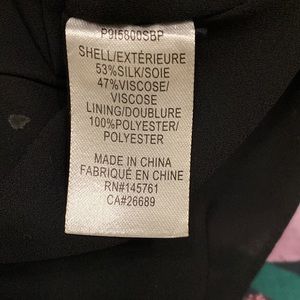 P9I5800SBP
SHELL/EXTÉRIEURE
53%SILK/SOIE
47%VISCOSE/
VISCOSE
LINING/DOUBLURE
100%POLYESTER/
POLYESTER
MADE IN CHINA
FABRIQUÉ EN CHINE
RN#145761
CA#26689